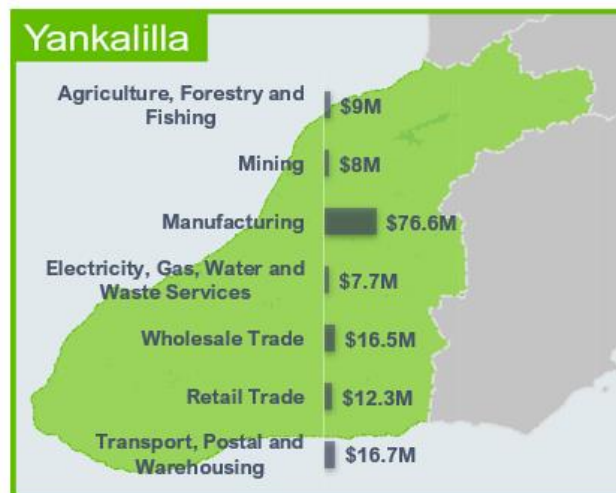 Yankalilla
Agriculture, Forestry and
Fishing
$9M
Mining
$8M
Manufacturing
$76.6M
Electricity, Gas, Water and
Waste Services
$7.7M
Wholesale Trade
$16.5M
Retail Trade
$12.3M
Transport, Postal and
Warehousing
$16.7M